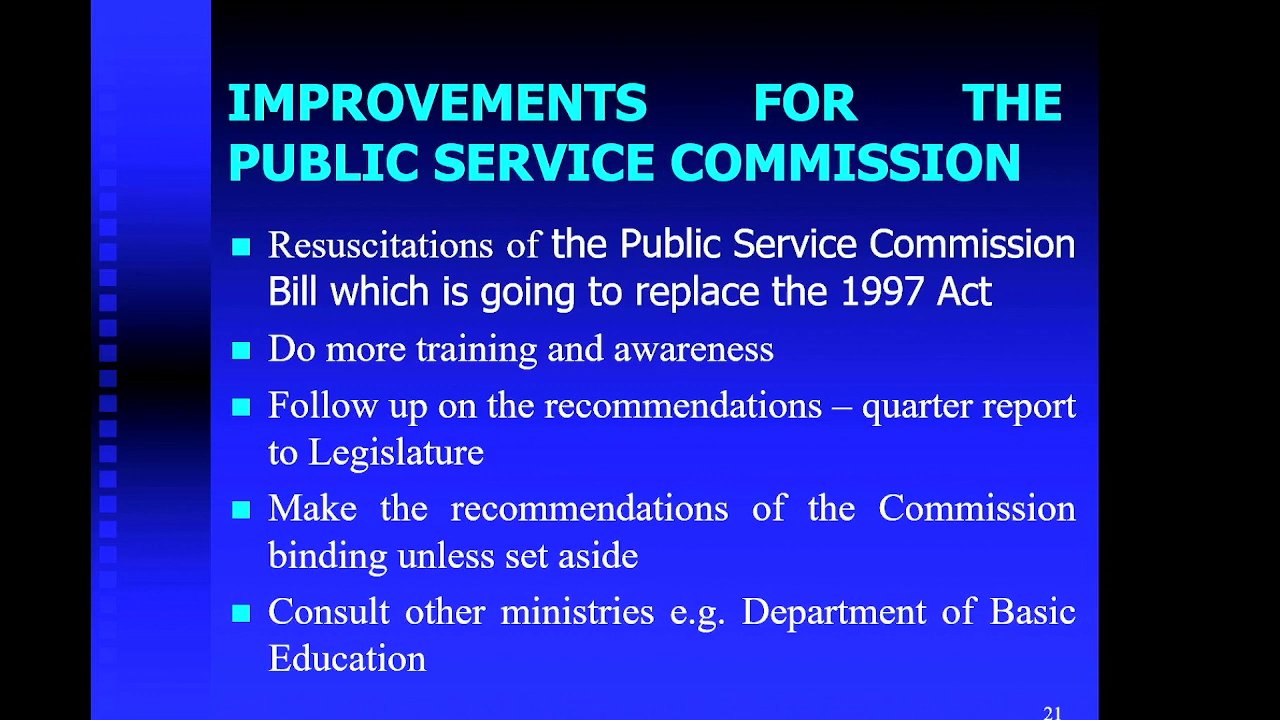 IMPROVEMENTS FOR THE
PUBLIC SERVICE COMMISSION
Resuscitations of the Public Service Commission
Bill which is going to replace the 1997 Act
Do more training and awareness
Follow up on the recommendations – quarter report
to Legislature
Make the recommendations of the Commission
binding unless set aside
Consult other ministries e.g. Department of Basic
Education
21